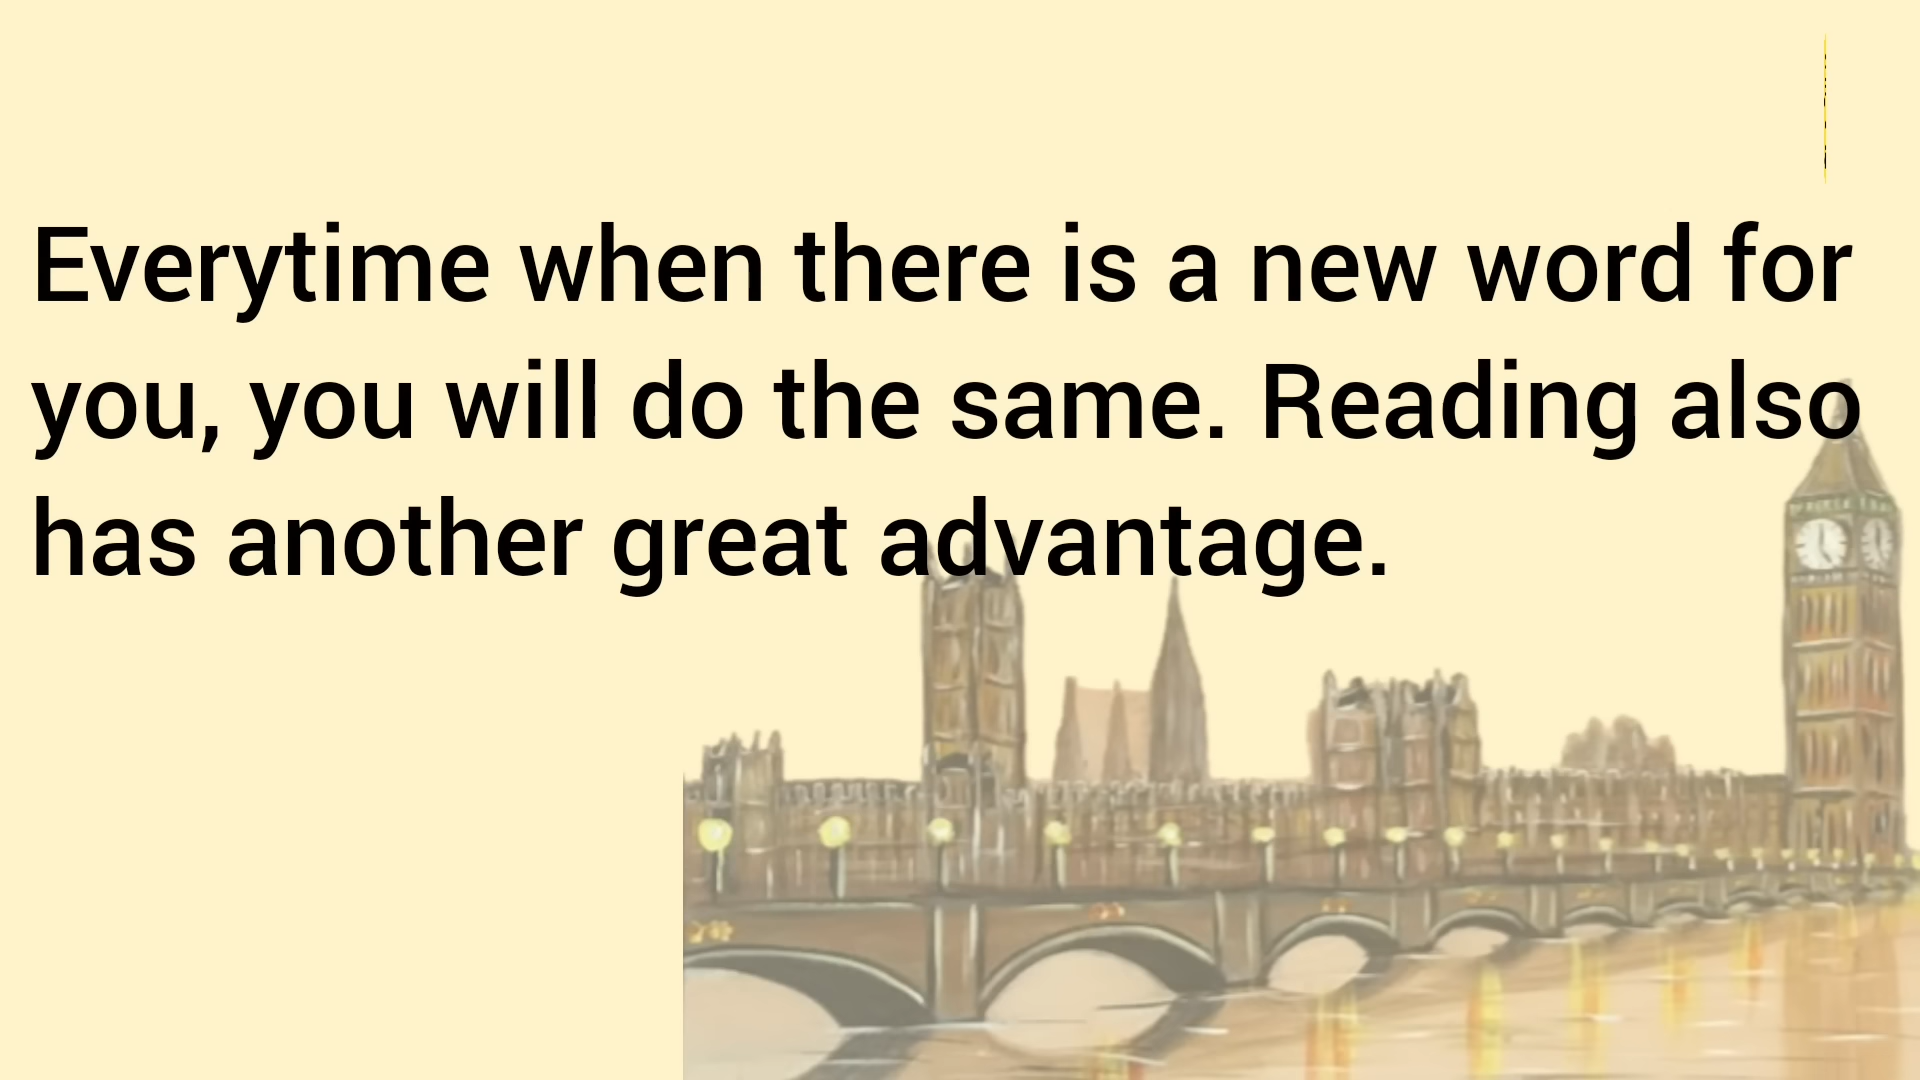 Everytime when there is a new word for
you, you will do the same. Reading also
has another great advantage.